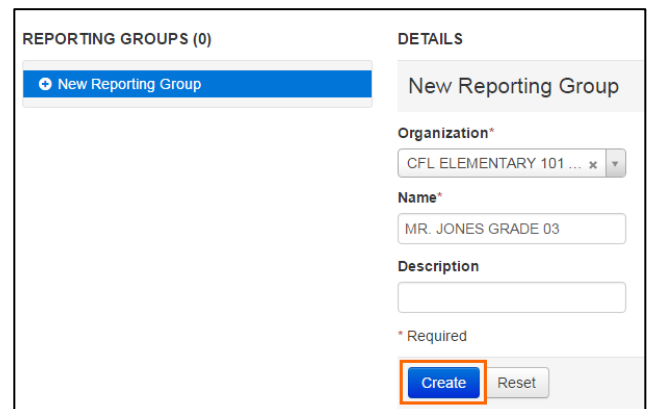 REPORTING GROUPS (0)
New Reporting Group
DETAILS
New Reporting Group
Organization*
CFL ELEMENTARY 101 ... x
Name*
MR. JONES GRADE 03
Description
* Required
Create Reset